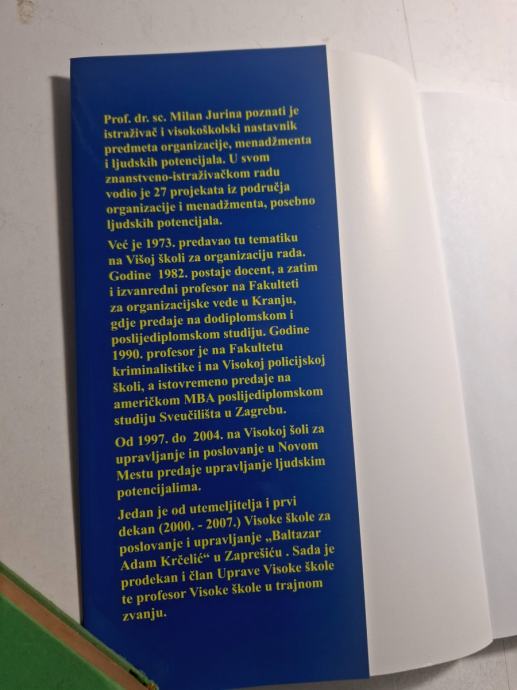 Prof. dr. sc. Milan Jurina poznati je
istraživač i visokoškolski nastavnik
predmeta organizacije, menadžmenta
i ljudskih potencijala. U svom
znanstveno-istraživačkom radu
vodio je 27 projekata iz područja
organizacije i menadžmenta, posebno
ljudskih potencijala.
Već je 1973. predavao tu tematiku
na Višoj školi za organizaciju rada.
Godine 1982. postaje docent, a zatim
i izvanredni profesor na Fakulteti
za organizacijske vede u Kranju,
gdje predaje na dodiplomskom i
poslijediplomskom studiju. Godine
1990. profesor je na Fakultetu
kriminalistike i na Visokoj policijskoj
školi, a istovremeno predaje na
američkom MBA poslijediplomskom
studiju Sveučilišta u Zagrebu.
Od 1997. do 2004. na Visokoj šoli za
upravljanje in poslovanje u Novom
Mestu predaje upravljanje ljudskim
potencijalima.
Jedan je od utemeljitelja i prvi
dekan (2000. - 2007.) Visoke škole za
poslovanje i upravljanje „Baltazar
Adam Krčelić“ u Zaprešiću . Sada je
prodekan i član Uprave Visoke škole
te profesor Visoke škole u trajnom
zvanju.